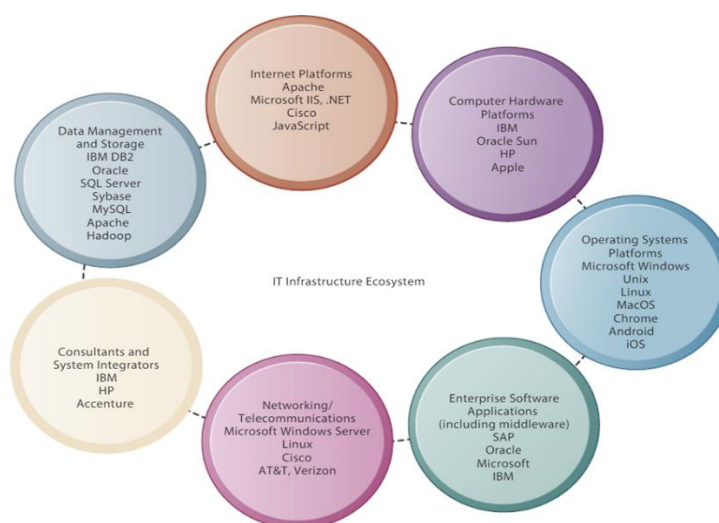 Internet Platforms
Apache
Microsoft IIS, .NET
Cisco
JavaScript
Computer Hardware
Platforms
IBM
Oracle Sun
HP
Apple
Operating Systems
Platforms
Microsoft Windows
Unix
Linux
MacOS
Chrome
Android
iOS
Enterprise Software
Applications
(including middleware)
SAP
Oracle
Microsoft
IBM
Networking/
Telecommunications
Microsoft Windows Server
Linux
Cisco
AT&T, Verizon
Consultants and
System Integrators
IBM
HP
Accenture
Data Management
and Storage
IBM DB2
Oracle
SQL Server
Sybase
MySQL
Apache
Hadoop
IT Infrastructure Ecosystem